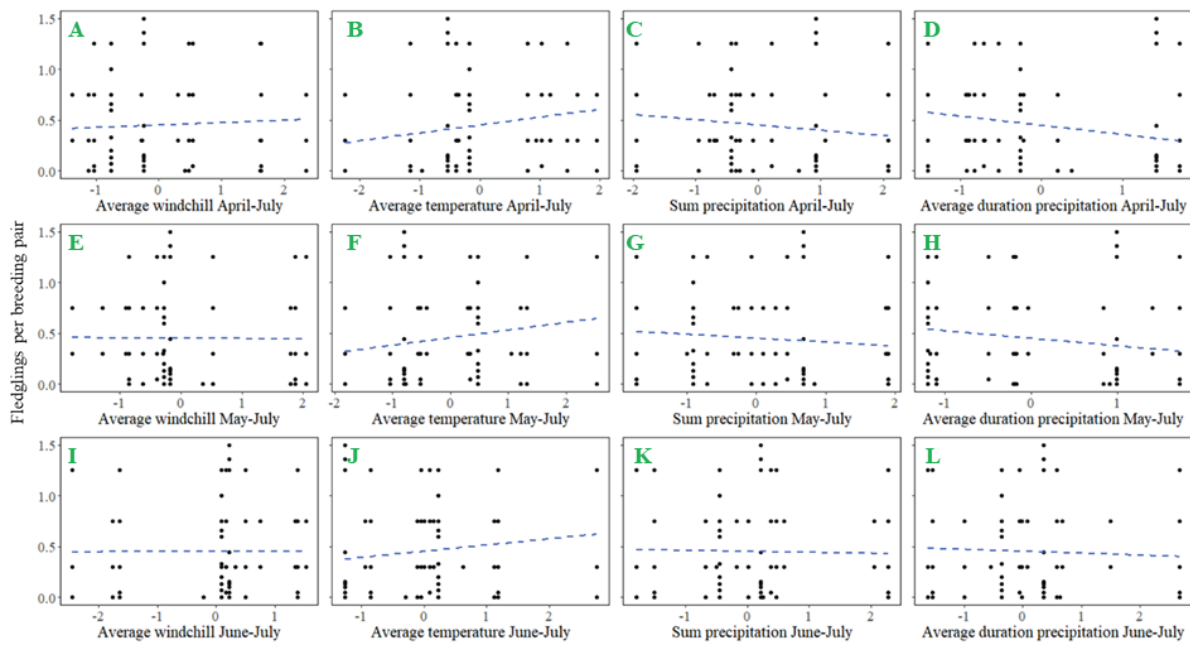 Fledglings per breeding pair
A B C D
1.5
1.0
0.5
0.0
-1 0 1 2 -2 -1 0 1 2 -2 -1 0 1 2 -1 0 1
Average windchill April-July Average temperature April-July Sum precipitation April-July Average duration precipitation April-July
E F G H
1.5
1.0
0.5
0.0
-1 0 1 2 -2 -1 0 1 2 -1 0 1 -1 0 1
Average windchill May-July Average temperature May-July Sum precipitation May-July Average duration precipitation May-July
I J K L
1.5
1.0
0.5
0.0
-2 -1 0 1 -1 0 1 2 -1 0 1 2 -1 0 1 2
Average windchill June-July Average temperature June-July Sum precipitation June-July Average duration precipitation June-July